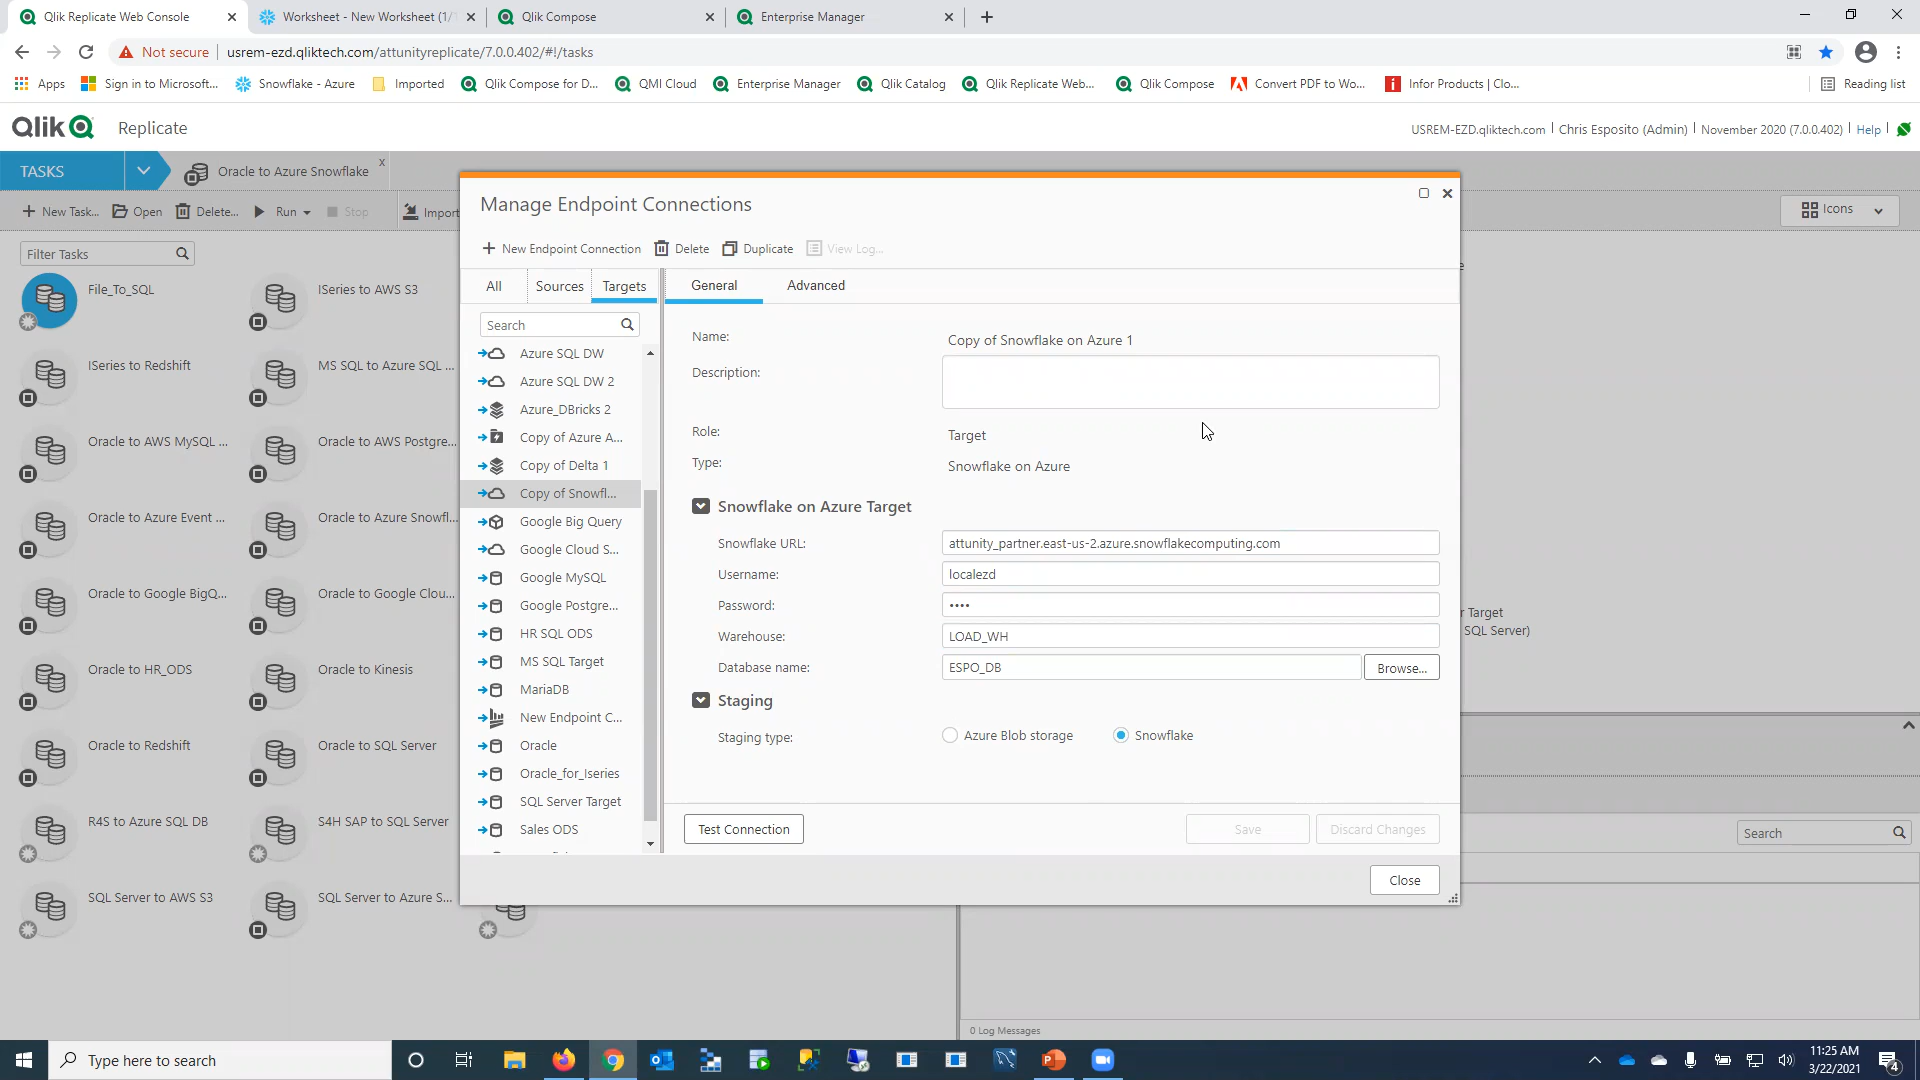 Qlik Replicate Web Console
Worksheet - New Worksheet (1/1
Qlik Compose
Enterprise Manager
Not secure
usrem-ezd.qliktech.com/attunityreplicate/7.0.0.402/#!/tasks
Apps
Sign in to Microsoft...
Snowflake - Azure
Imported
Qlik Compose for D...
QMI Cloud
Enterprise Manager
Qlik Catalog
Qlik Replicate Web...
Qlik Compose
Convert PDF to Wo...
Infor Products | Clo...
Reading list
Qlik Replicate
USREM-EZD.qliktech.com
Chris Esposito (Admin)
November 2020 (7.0.0.402)
Help
TASKS
Oracle to Azure Snowflake
x
New Task...
Open
Delete...
Run
Stop
Import
Icons
Filter Tasks
File_To_SQL
ISeries to AWS S3
ISeries to Redshift
MS SQL to Azure SQL ...
Oracle to AWS MySQL ...
Oracle to AWS Postgre...
Oracle to Azure Event ...
Oracle to Azure Snowfl...
Oracle to Google BigQ...
Oracle to Google Clou...
Oracle to HR_ODS
Oracle to Kinesis
Oracle to Redshift
Oracle to SQL Server
R4S to Azure SQL DB
S4H SAP to SQL Server
SQL Server to AWS S3
SQL Server to Azure S...
Manage Endpoint Connections
New Endpoint Connection
Delete
Duplicate
View Log...
All
Sources
Targets
General
Advanced
Search
Azure SQL DW
Azure SQL DW 2
Azure_DBricks 2
Copy of Azure A...
Copy of Delta 1
Copy of Snowfl...
Google Big Query
Google Cloud S...
Google MySQL
Google Postgre...
HR SQL ODS
MS SQL Target
MariaDB
New Endpoint C...
Oracle
Oracle_for_Iseries
SQL Server Target
Sales ODS
Name:
Copy of Snowflake on Azure 1
Description:
Role:
Target
Type:
Snowflake on Azure
Snowflake on Azure Target
Snowflake URL:
attunity_partner.east-us-2.azure.snowflakecomputing.com
Username:
localezd
Password:
••••
Warehouse:
LOAD_WH
Database name:
ESPO_DB
Browse...
Staging
Staging type:
Azure Blob storage
Snowflake
Test Connection
Save
Discard Changes
Close
e
r Target
SQL Server)
Search
0 Log Messages
Type here to search
11:25 AM
3/22/2021
4